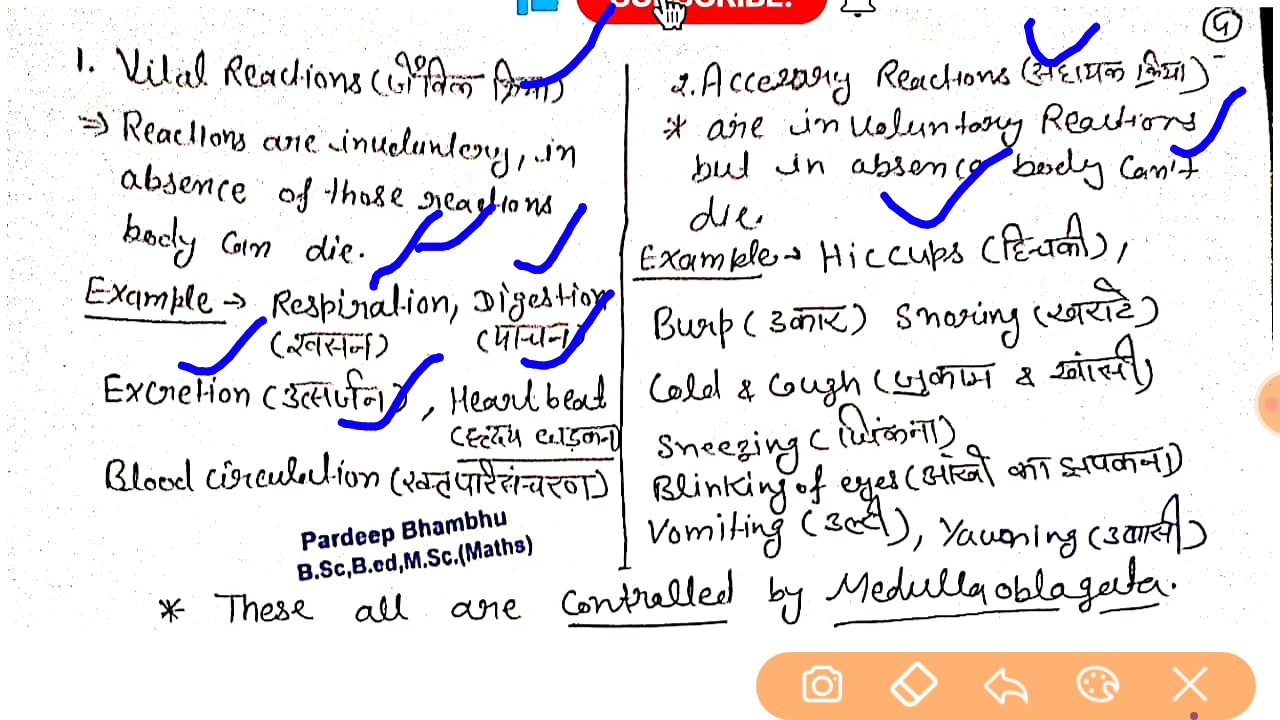 SUBSCRIBE!
1. Vital Reactions (जैविक क्रिया)
⇒ Reactions are involuntary, in
absence of those reactions
body can die.
Example → Respiration, Digestion
(श्वसन) (पाचन)
Excretion (उत्सर्जन), Heart beat
(हृदय धड़कन)
Blood circulation (रक्तपरिसंचरण)
Pardeep Bhambhu
B.Sc,B.ed,M.Sc.(Maths)
2. Accessary Reactions (सहायक क्रिया)
* are involuntary Reactions
but in absence body can't
die.
Example → Hiccups (हिचकी),
Burp (डकार) Snoring (खराटे)
Cold & Cough (जुकाम & खांसी)
Sneezing (छिंकना)
Blinking of eyes (आंखो का झपकना)
Vomiting (उल्टी), Yawning (उबासी)
* These all are controlled by Medulla oblagata.